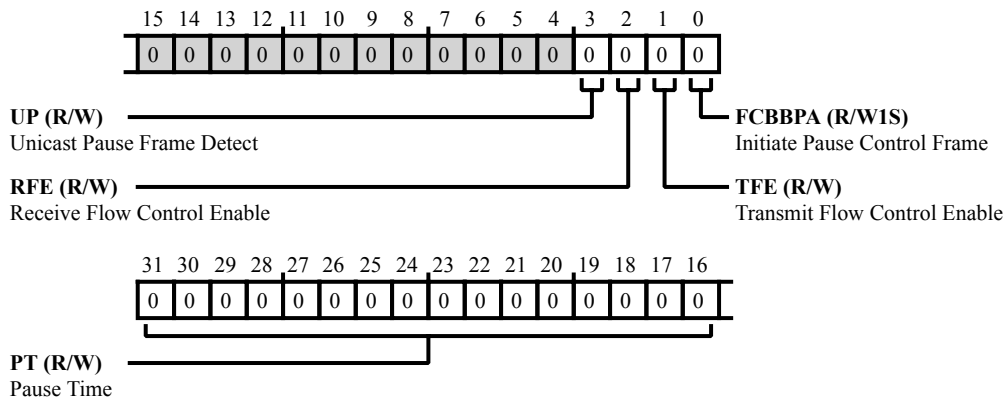 15 14 13 12 11 10 9 8 7 6 5 4 3 2 1 0
0 0 0 0 0 0 0 0 0 0 0 0 0 0 0 0
UP (R/W)
Unicast Pause Frame Detect
FCBBPA (R/W1S)
Initiate Pause Control Frame
RFE (R/W)
Receive Flow Control Enable
TFE (R/W)
Transmit Flow Control Enable
31 30 29 28 27 26 25 24 23 22 21 20 19 18 17 16
0 0 0 0 0 0 0 0 0 0 0 0 0 0 0 0
PT (R/W)
Pause Time